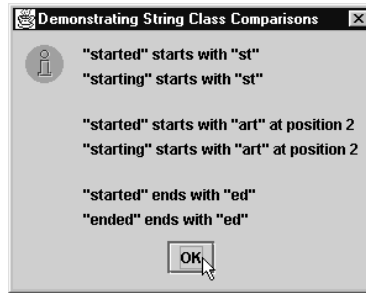 Demonstrating String Class Comparisons
"started" starts with "st"
"starting" starts with "st"
"started" starts with "art" at position 2
"starting" starts with "art" at position 2
"started" ends with "ed"
"ended" ends with "ed"
OK